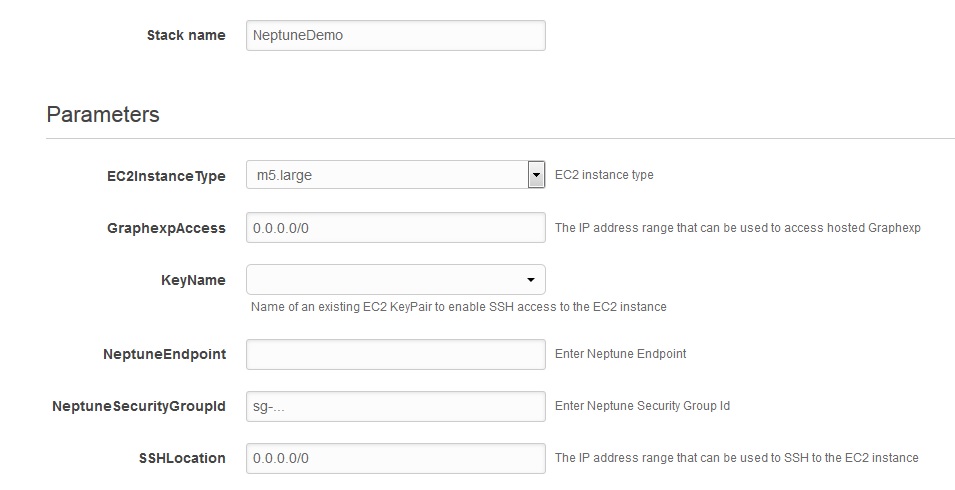 Stack name NeptuneDemo
Parameters
EC2InstanceType m5.large EC2 instance type
GraphexpAccess 0.0.0.0/0 The IP address range that can be used to access hosted Graphexp
KeyName
Name of an existing EC2 KeyPair to enable SSH access to the EC2 instance
NeptuneEndpoint Enter Neptune Endpoint
NeptuneSecurityGroupId sg-... Enter Neptune Security Group Id
SSHLocation 0.0.0.0/0 The IP address range that can be used to SSH to the EC2 instance